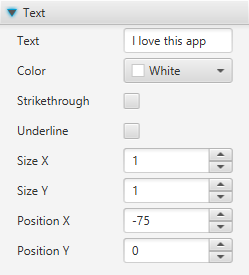 Text
Text I love this app
Color White
Strikethrough
Underline
Size X 1
Size Y 1
Position X -75
Position Y 0